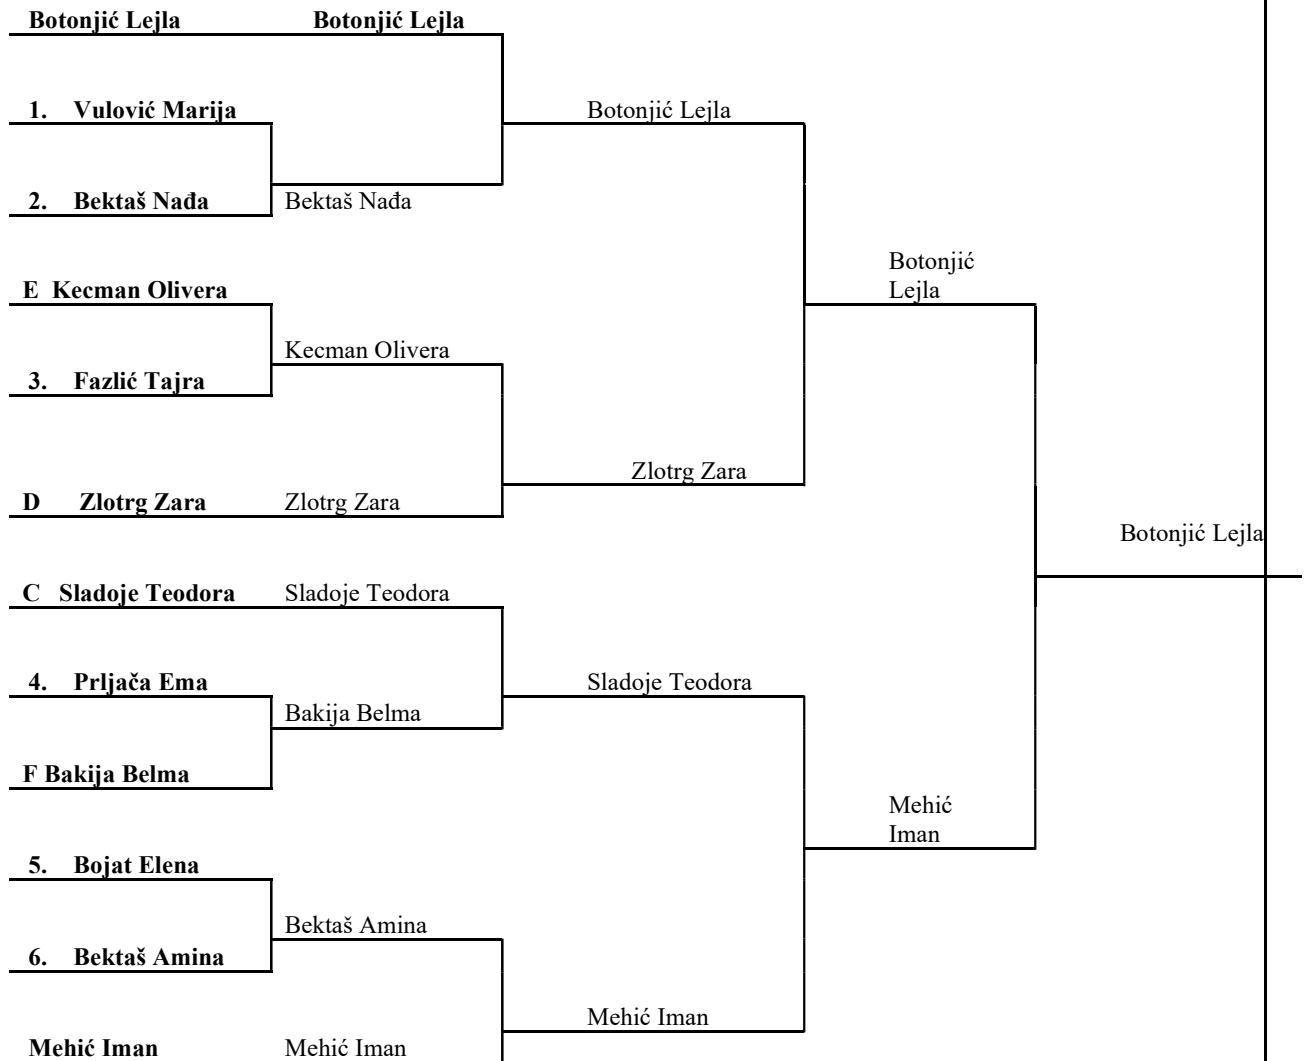 Botonjić Lejla Botonjić Lejla
1. Vulović Marija Botonjić Lejla
2. Bektaš Nađa Bektaš Nađa
Botonjić
Lejla
E Kecman Olivera
Kecman Olivera
3. Fazlić Tajra
Zlotrg Zara
D Zlotrg Zara Zlotrg Zara
Botonjić Lejla
C Sladoje Teodora Sladoje Teodora
4. Prljača Ema Sladoje Teodora
Bakija Belma
F Bakija Belma
Mehić
Iman
5. Bojat Elena
Bektaš Amina
6. Bektaš Amina
Mehić Iman
Mehić Iman Mehić Iman